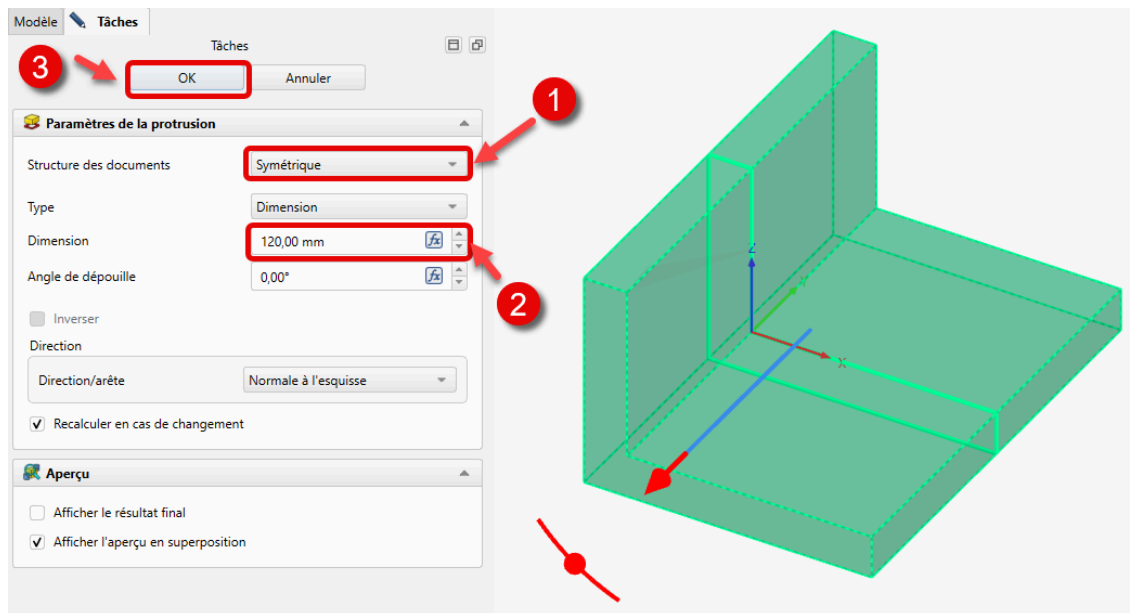 Modèle Tâches
Tâches
3
OK Annuler
1
Paramètres de la protrusion
Structure des documents Symétrique
Type Dimension
Dimension 120,00 mm fx
Angle de dépouille 0,00° fx
2
Inverser
Direction
Direction/arête Normale à l'esquisse
Recalculer en cas de changement
Aperçu
Afficher le résultat final
Afficher l'aperçu en superposition
Z
Y
X